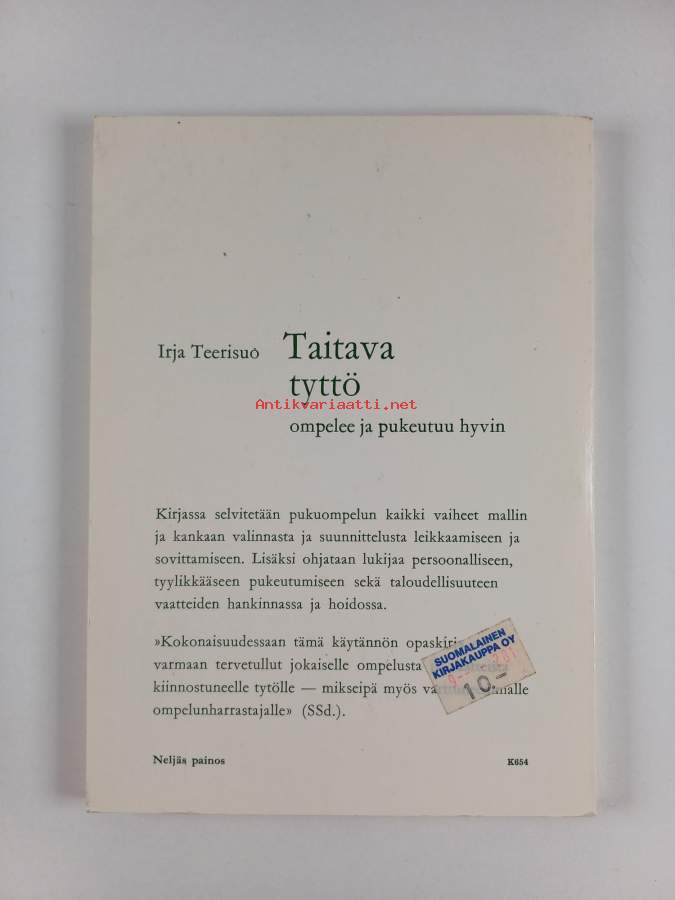 Irja Teerisuo
Taitava
tyttö
Antikvariaatti.net
ompelee ja pukeutuu hyvin
Kirjassa selvitetään pukuompelun kaikki vaiheet mallin
ja kankaan valinnasta ja suunnittelusta leikkaamiseen ja
sovittamiseen. Lisäksi ohjataan lukijaa persoonalliseen,
tyylikkääseen pukeutumiseen sekä taloudellisuuteen
vaatteiden hankinnassa ja hoidossa.
»Kokonaisuudessaan tämä käytännön opaskirja
varmaan tervetullut jokaiselle ompelusta
kiinnostuneelle tytölle — mikseipä myös
ompelunharrastajalle» (SSd.).
SUOMALAINEN
KIRJAKAUPPA OY
10.—
Neljäs painos
K654